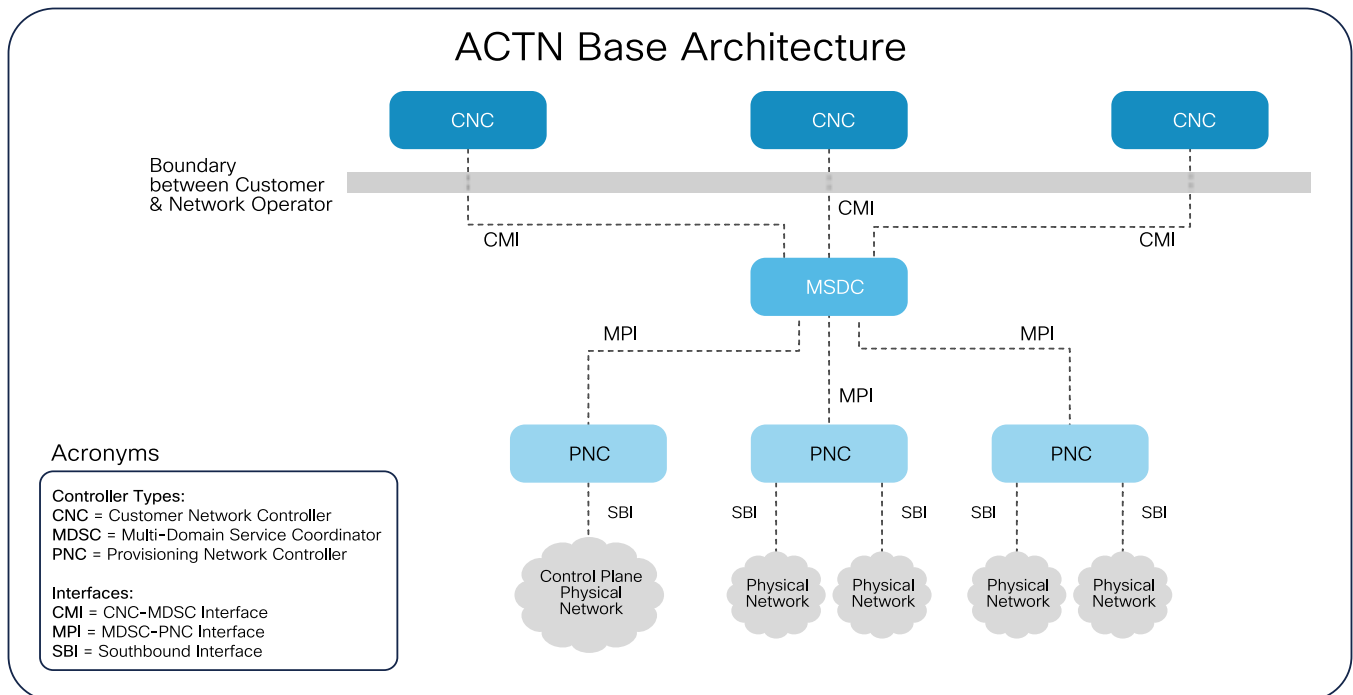 ACTN Base Architecture
CNC
CNC
CNC
Boundary
between Customer
& Network Operator
CMI
CMI
CMI
MSDC
MPI
MPI
MPI
PNC
PNC
PNC
SBI
SBI
SBI
SBI
SBI
Control Plane
Physical
Network
Physical
Network
Physical
Network
Physical
Network
Physical
Network
Acronyms
Controller Types:
CNC = Customer Network Controller
MDSC = Multi-Domain Service Coordinator
PNC = Provisioning Network Controller
Interfaces:
CMI = CNC-MDSC Interface
MPI = MDSC-PNC Interface
SBI = Southbound Interface